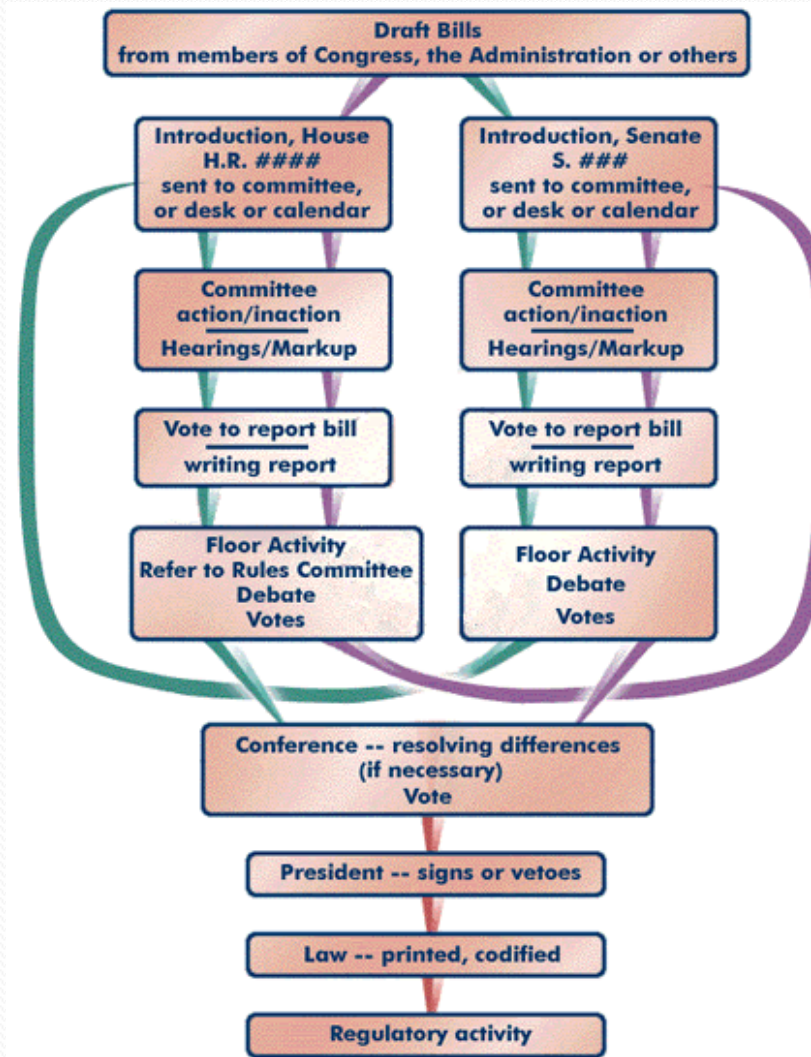 Draft Bills
from members of Congress, the Administration or others
Introduction, House
H.R. ####
sent to committee,
or desk or calendar
Introduction, Senate
S. ###
sent to committee,
or desk or calendar
Committee
action/inaction
Hearings/Markup
Committee
action/inaction
Hearings/Markup
Vote to report bill
writing report
Vote to report bill
writing report
Floor Activity
Refer to Rules Committee
Debate
Votes
Floor Activity
Debate
Votes
Conference -- resolving differences
(if necessary)
Vote
President -- signs or vetoes
Law -- printed, codified
Regulatory activity